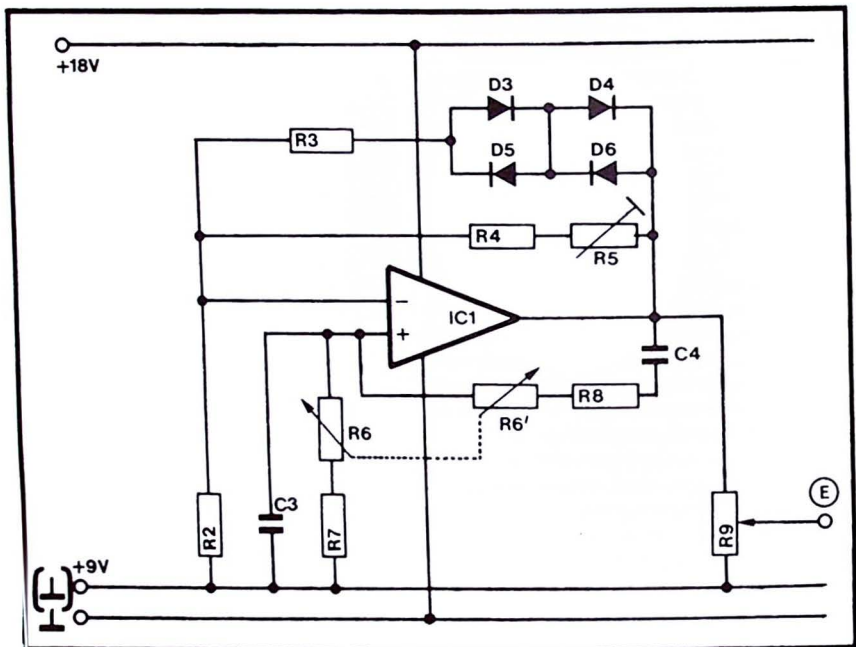 +18V
D3
D4
R3
D5
D6
R4
R5
−
IC1
+
C4
R6'
R8
R6
C3
R2
R7
R9
E
+9V